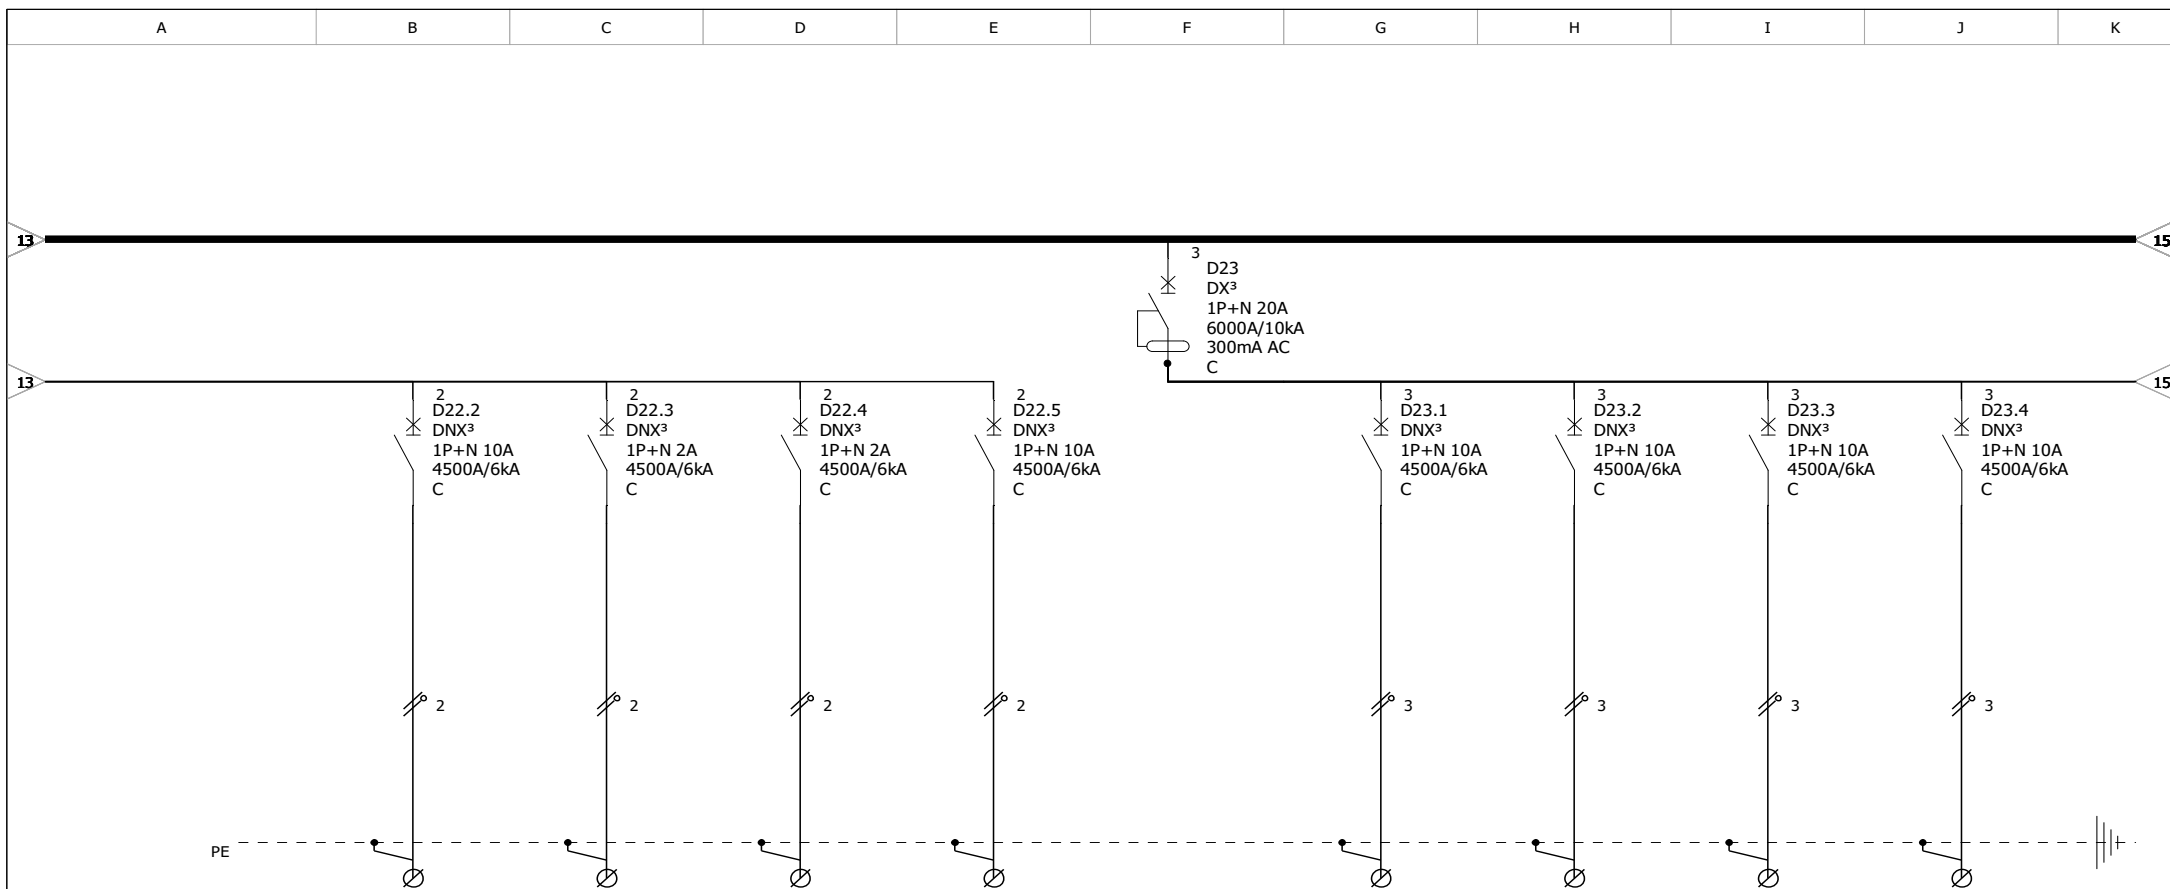 A B C D E F G H I J K
13 15
3
D23
DX³
1P+N 20A
6000A/10kA
300mA AC
C
13 15
2
D22.2
DNX³
1P+N 10A
4500A/6kA
C
2
D22.3
DNX³
1P+N 2A
4500A/6kA
C
2
D22.4
DNX³
1P+N 2A
4500A/6kA
C
2
D22.5
DNX³
1P+N 10A
4500A/6kA
C
3
D23.1
DNX³
1P+N 10A
4500A/6kA
C
3
D23.2
DNX³
1P+N 10A
4500A/6kA
C
3
D23.3
DNX³
1P+N 10A
4500A/6kA
C
3
D23.4
DNX³
1P+N 10A
4500A/6kA
C
2 2 2 2 3 3 3 3
PE